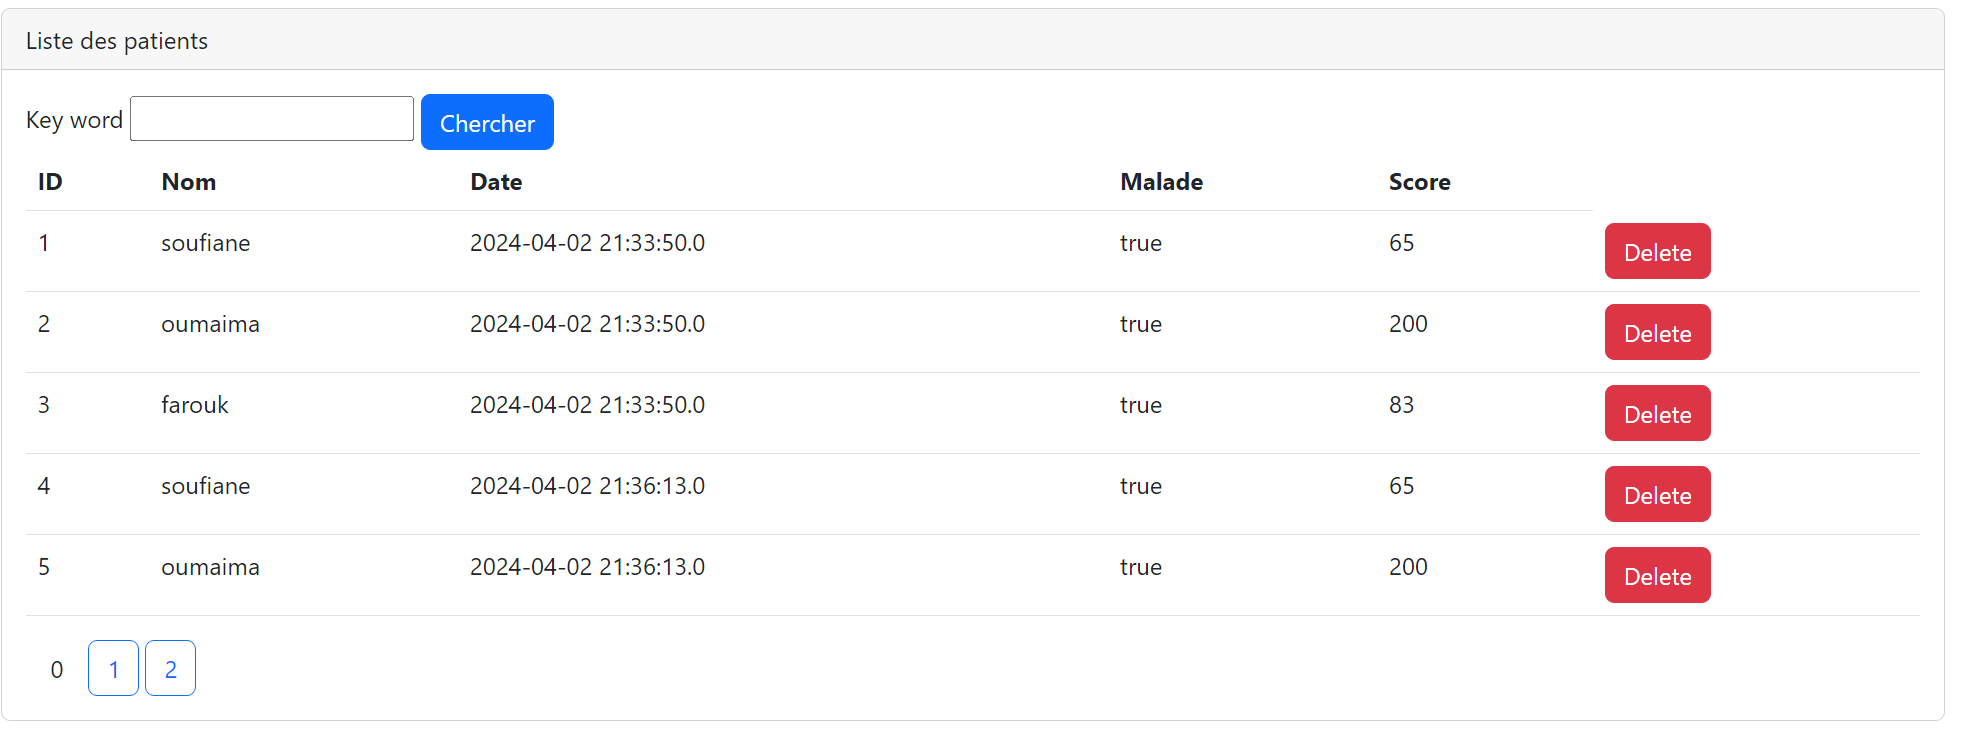 Liste des patients
Key word Chercher
ID Nom Date Malade Score
1 soufiane 2024-04-02 21:33:50.0 true 65 Delete
2 oumaima 2024-04-02 21:33:50.0 true 200 Delete
3 farouk 2024-04-02 21:33:50.0 true 83 Delete
4 soufiane 2024-04-02 21:36:13.0 true 65 Delete
5 oumaima 2024-04-02 21:36:13.0 true 200 Delete
0 1 2